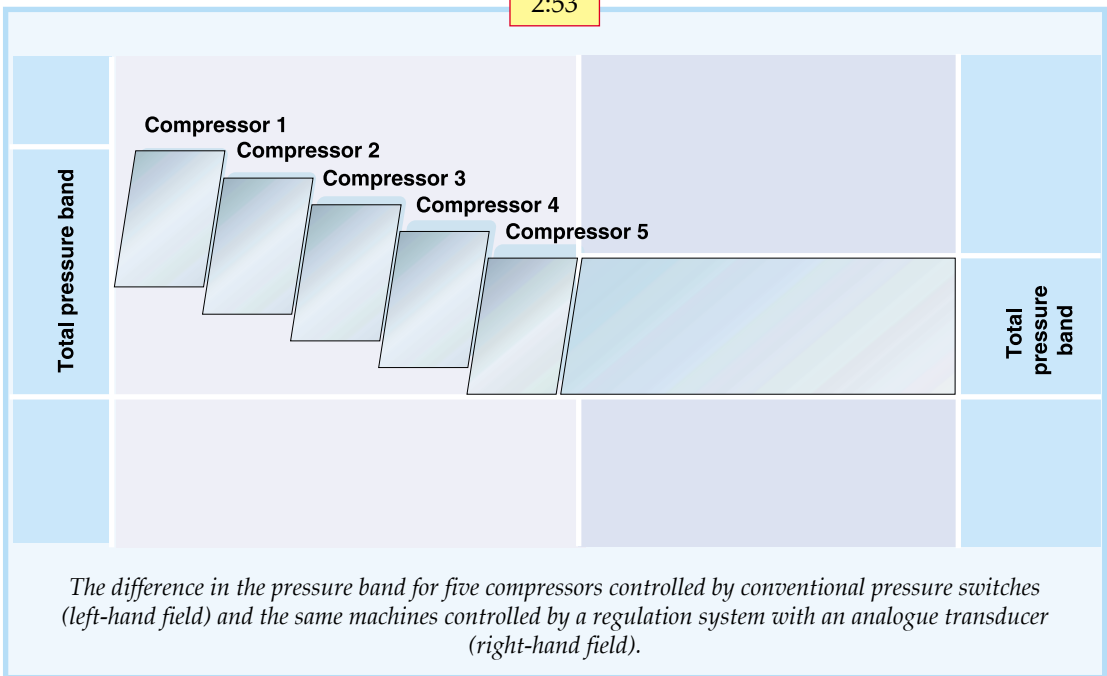 2:53
Compressor 1
Compressor 2
Compressor 3
Compressor 4
Compressor 5
Total pressure band
Total
pressure
band
The difference in the pressure band for five compressors controlled by conventional pressure switches
(left-hand field) and the same machines controlled by a regulation system with an analogue transducer
(right-hand field).